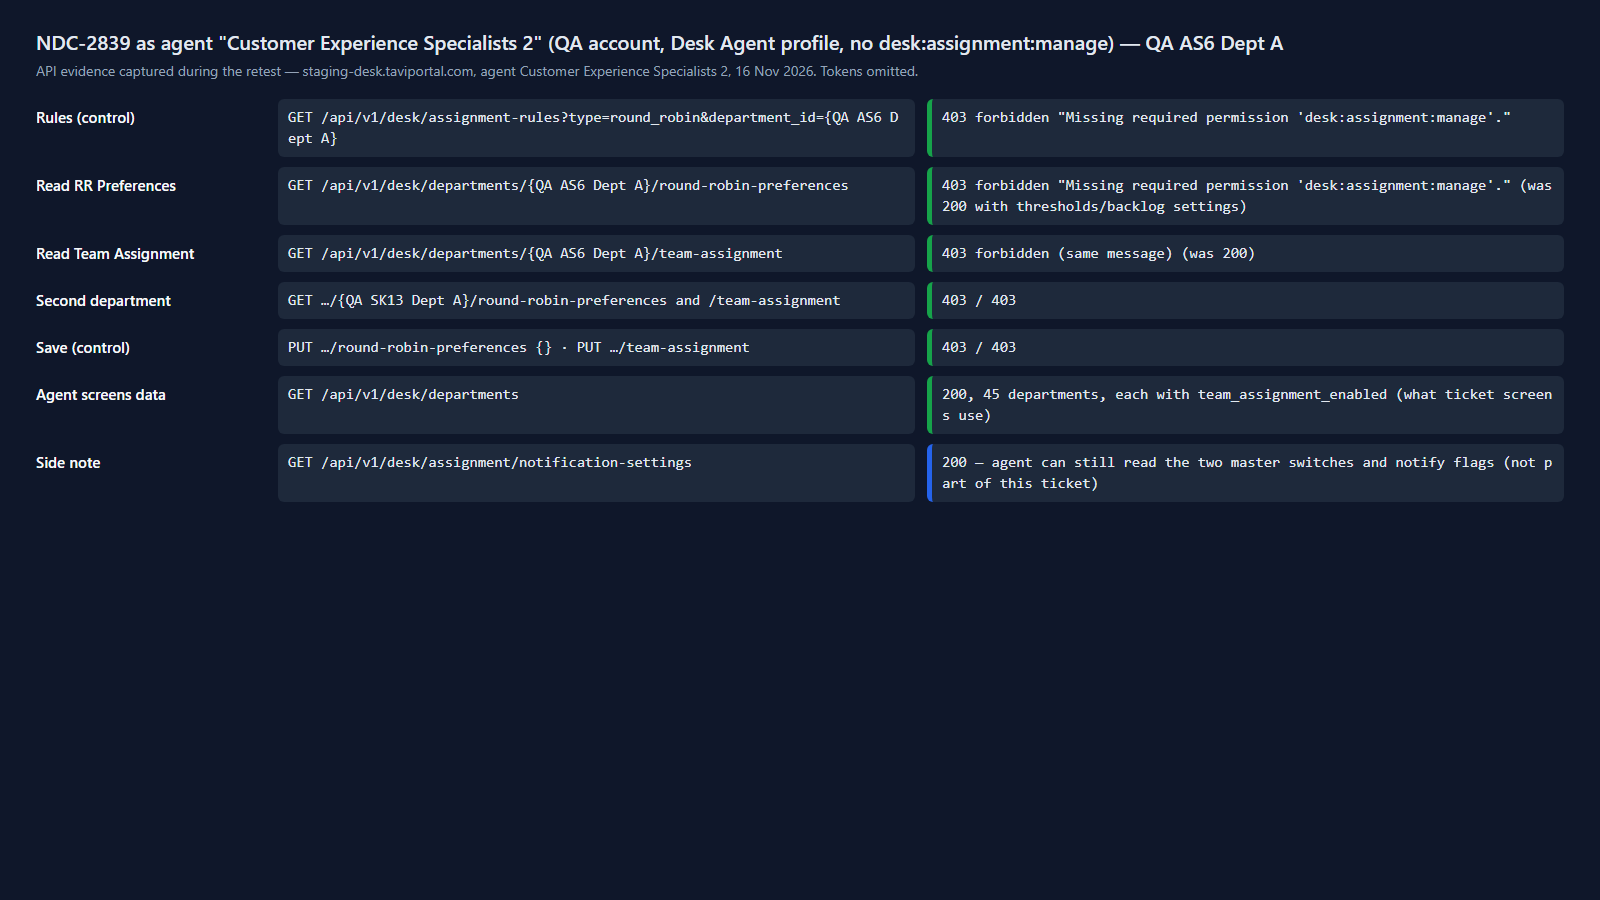 NDC-2839 as agent "Customer Experience Specialists 2" (QA account, Desk Agent profile, no desk:assignment:manage) — QA AS6 Dept A
API evidence captured during the retest — staging-desk.taviportal.com, agent Customer Experience Specialists 2, 16 Nov 2026. Tokens omitted.
Rules (control)
GET /api/v1/desk/assignment-rules?type=round_robin&department_id={QA AS6 D
ept A}
403 forbidden "Missing required permission 'desk:assignment:manage'."
Read RR Preferences
GET /api/v1/desk/departments/{QA AS6 Dept A}/round-robin-preferences
403 forbidden "Missing required permission 'desk:assignment:manage'." (was
200 with thresholds/backlog settings)
Read Team Assignment
GET /api/v1/desk/departments/{QA AS6 Dept A}/team-assignment
403 forbidden (same message) (was 200)
Second department
GET …/{QA SK13 Dept A}/round-robin-preferences and /team-assignment
403 / 403
Save (control)
PUT …/round-robin-preferences {} · PUT …/team-assignment
403 / 403
Agent screens data
GET /api/v1/desk/departments
200, 45 departments, each with team_assignment_enabled (what ticket screen
s use)
Side note
GET /api/v1/desk/assignment/notification-settings
200 — agent can still read the two master switches and notify flags (not p
art of this ticket)